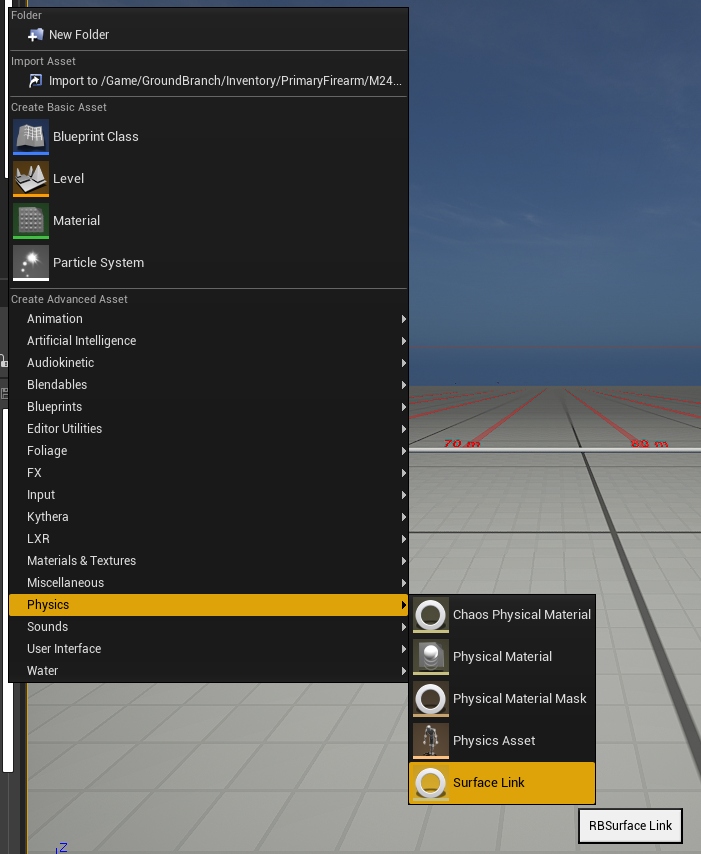 Folder
New Folder
Import Asset
Import to /Game/GroundBranch/Inventory/PrimaryFirearm/M24...
Create Basic Asset
Blueprint Class
Level
Material
Particle System
Create Advanced Asset
Animation
Artificial Intelligence
Audiokinetic
Blendables
Blueprints
Editor Utilities
Foliage
FX
Input
Kythera
LXR
Materials & Textures
Miscellaneous
Physics
Sounds
User Interface
Water
70 m
Chaos Physical Material
Physical Material
Physical Material Mask
Physics Asset
Surface Link
RBSurface Link
Z